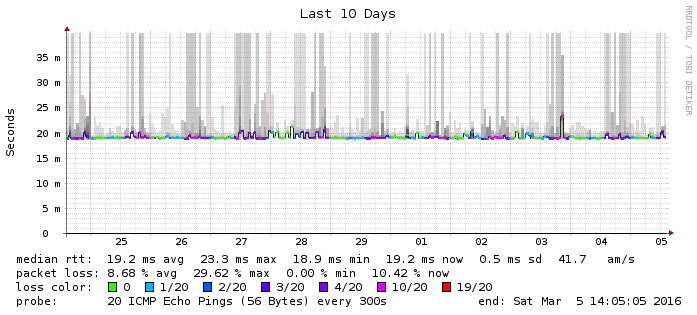 Last 10 Days
RRDTOOL / TOBI OETIKER
Seconds
35 m
30 m
25 m
20 m
15 m
10 m
5 m
0
25 26 27 28 29 01 02 03 04 05
median rtt: 19.2 ms avg 23.3 ms max 18.9 ms min 19.2 ms now 0.5 ms sd 41.7 am/s
packet loss: 8.68 % avg 29.62 % max 0.00 % min 10.42 % now
loss color: 0 1/20 2/20 3/20 4/20 10/20 19/20
probe: 20 ICMP Echo Pings (56 Bytes) every 300s end: Sat Mar 5 14:05:05 2016